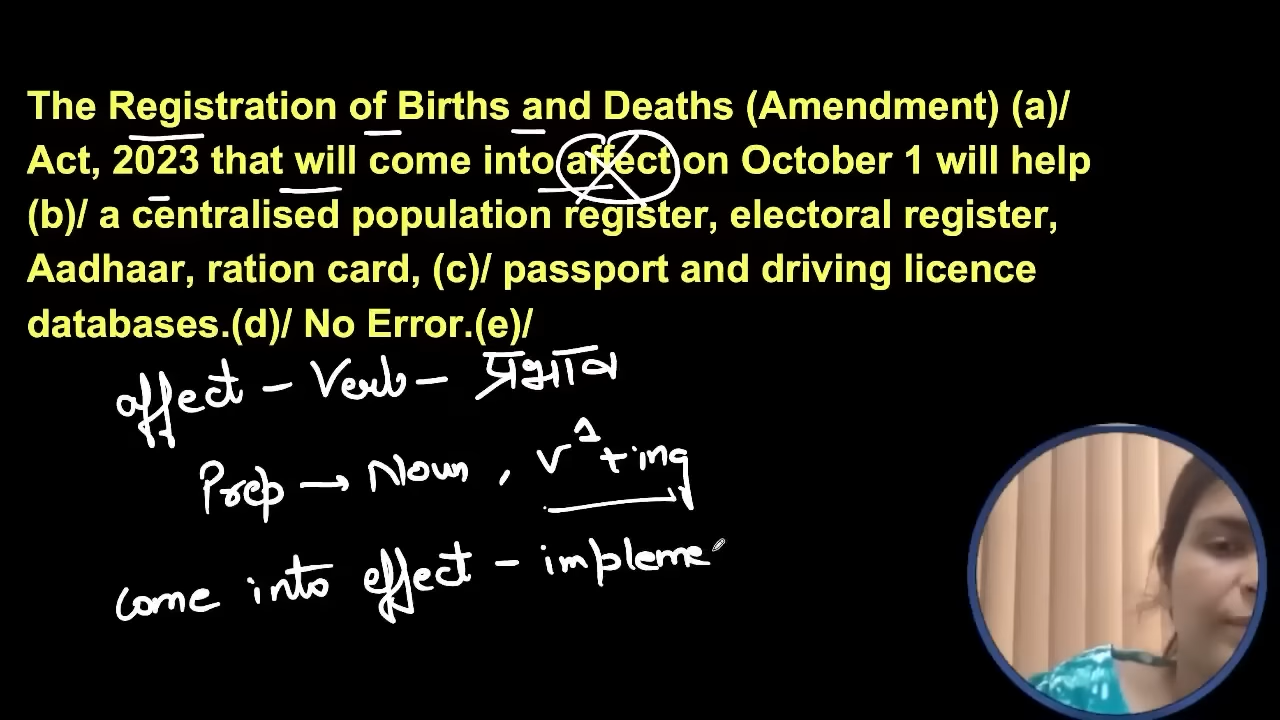 The Registration of Births and Deaths (Amendment) (a)/
Act, 2023 that will come into affect on October 1 will help
(b)/ a centralised population register, electoral register,
Aadhaar, ration card, (c)/ passport and driving licence
databases.(d)/ No Error.(e)/
affect – Verb – प्रभाव
Prep → Noun , V¹+ing
come into effect – impleme